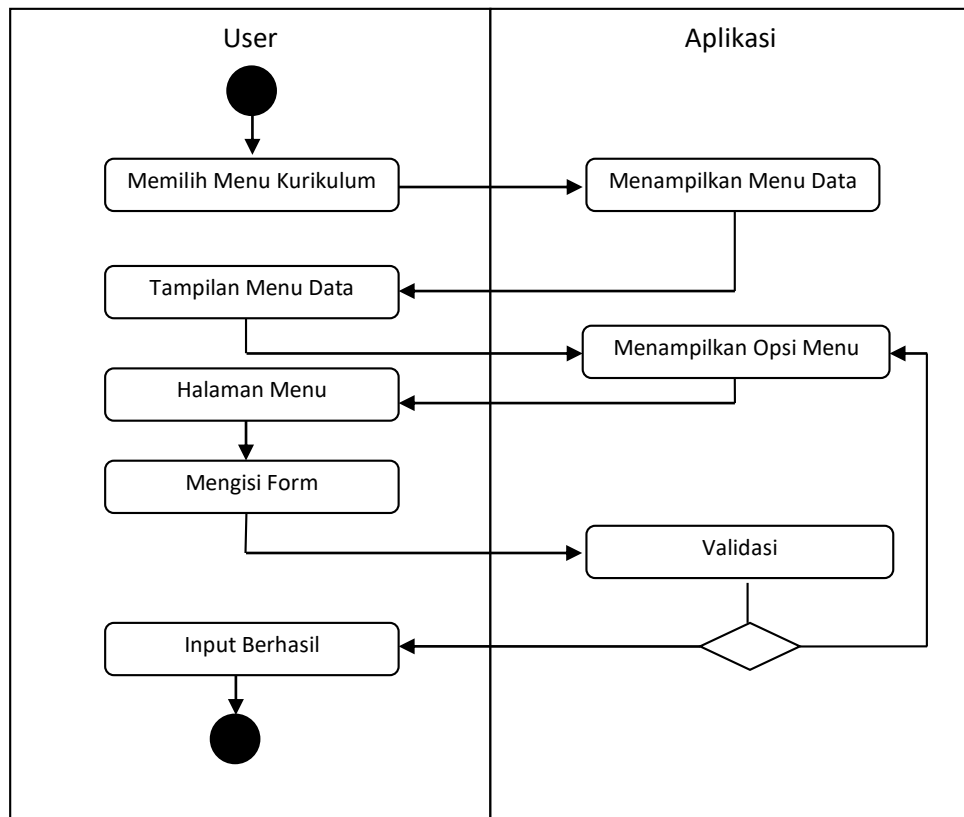 User
Aplikasi
Memilih Menu Kurikulum
Menampilkan Menu Data
Tampilan Menu Data
Menampilkan Opsi Menu
Halaman Menu
Mengisi Form
Validasi
Input Berhasil